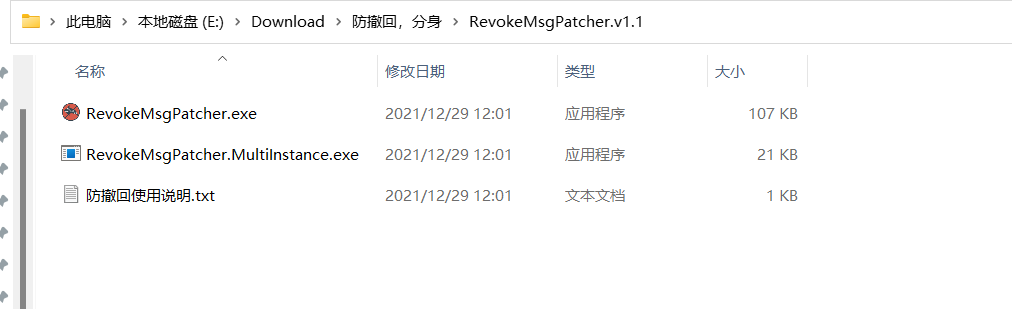 此电脑 > 本地磁盘 (E:) > Download > 防撤回，分身 > RevokeMsgPatcher.v1.1
名称 修改日期 类型 大小
RevokeMsgPatcher.exe 2021/12/29 12:01 应用程序 107 KB
RevokeMsgPatcher.MultiInstance.exe 2021/12/29 12:01 应用程序 21 KB
防撤回使用说明.txt 2021/12/29 12:01 文本文档 1 KB